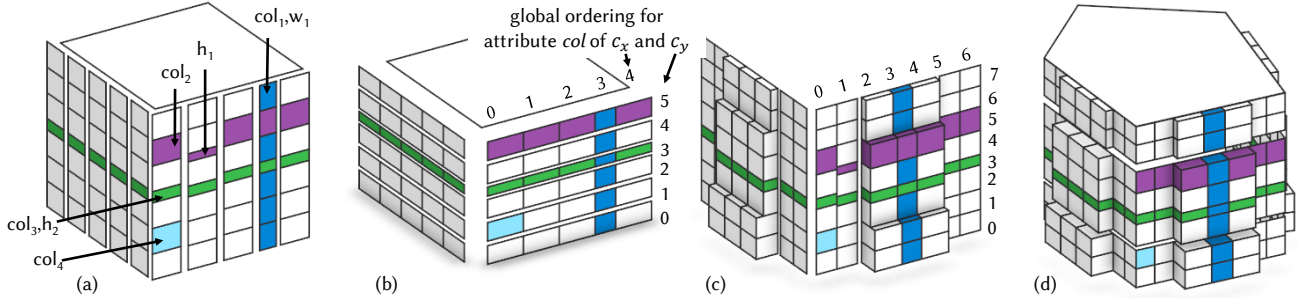 col₁,w₁
h₁
col₂
col₃,h₂
col₄
(a)
global ordering for
attribute col of cₓ and c_y
0 1 2 3 4
5
4
3
2
1
0
(b)
0 1 2 3 4 5 6
7
6
5
4
3
2
1
0
(c)
(d)